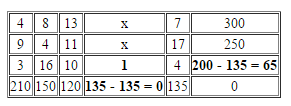 4 8 13 x 7 300
9 4 11 x 17 250
3 16 10 1 4 200 - 135 = 65
210 150 120 135 - 135 = 0 135 0